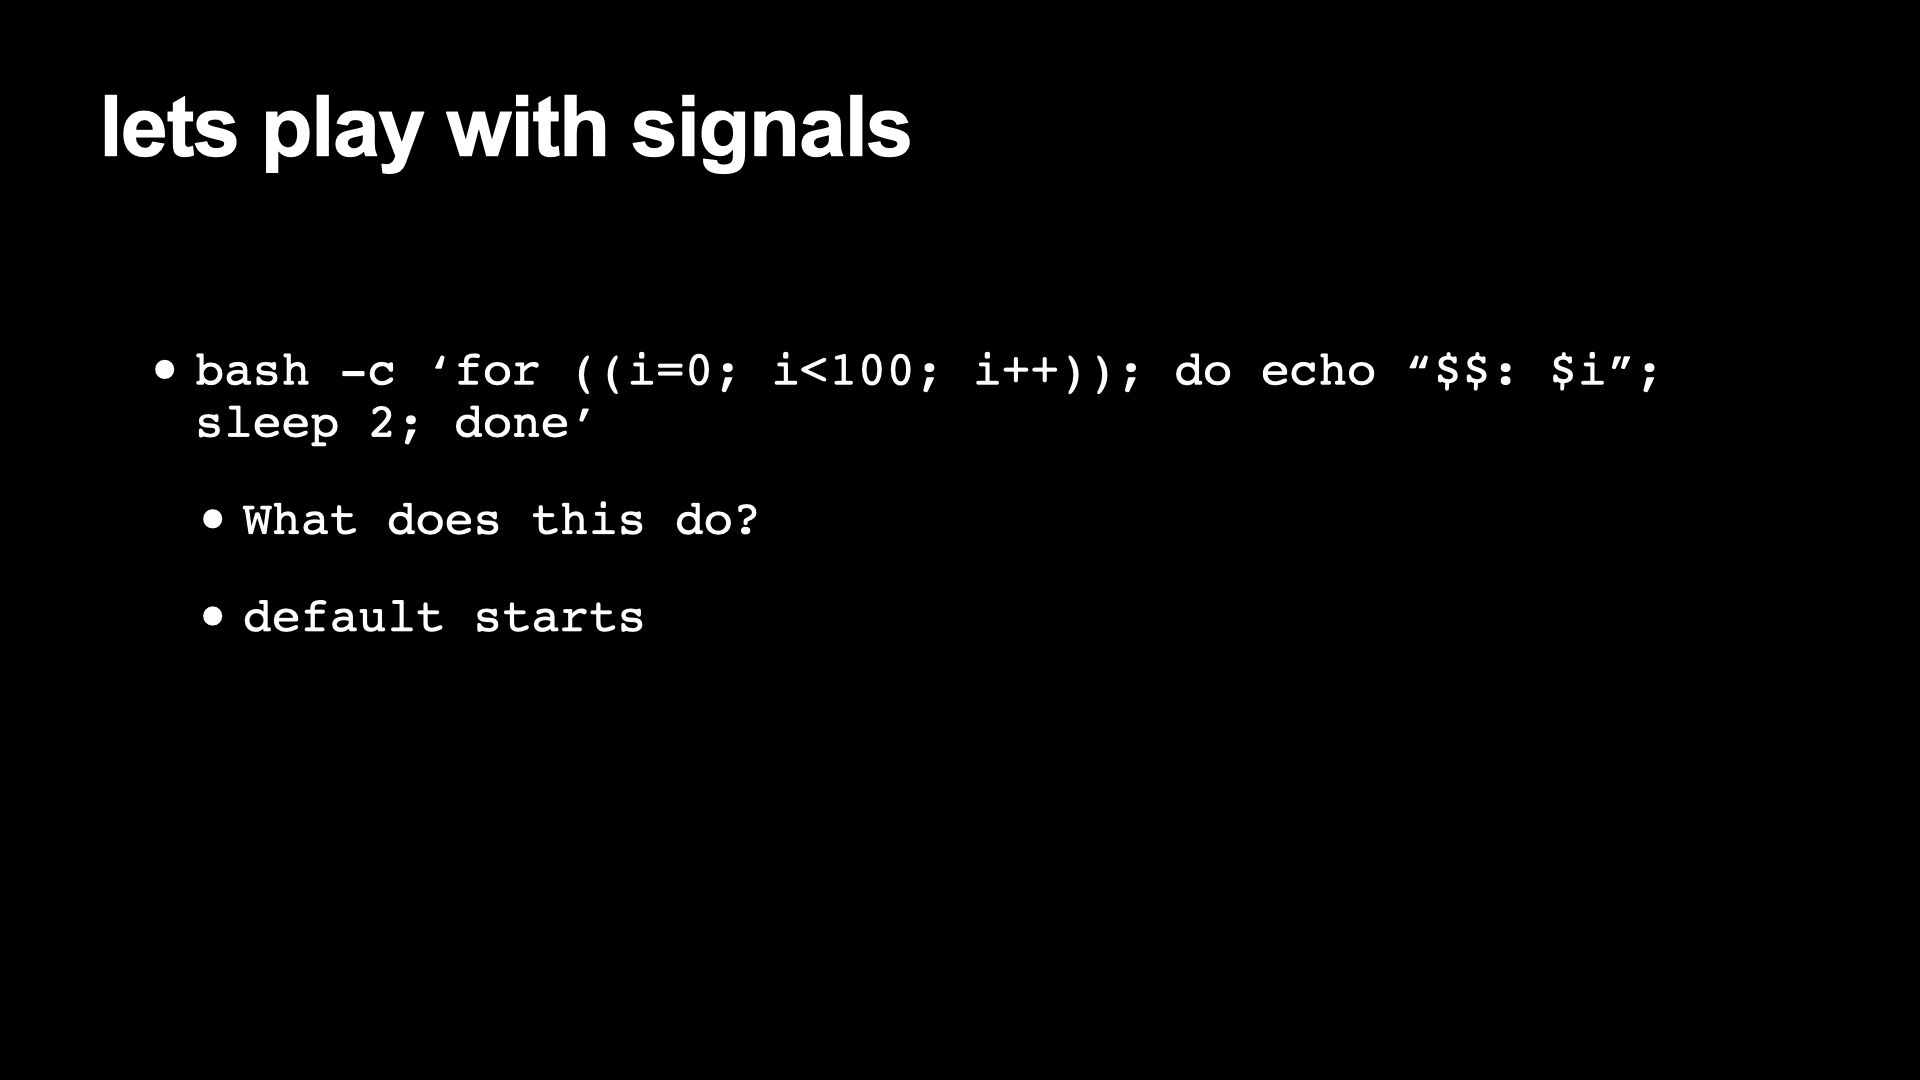 lets play with signals
• bash –c ‘for ((i=0; i<100; i++)); do echo “$$: $i”;
sleep 2; done’
• What does this do?
• default starts